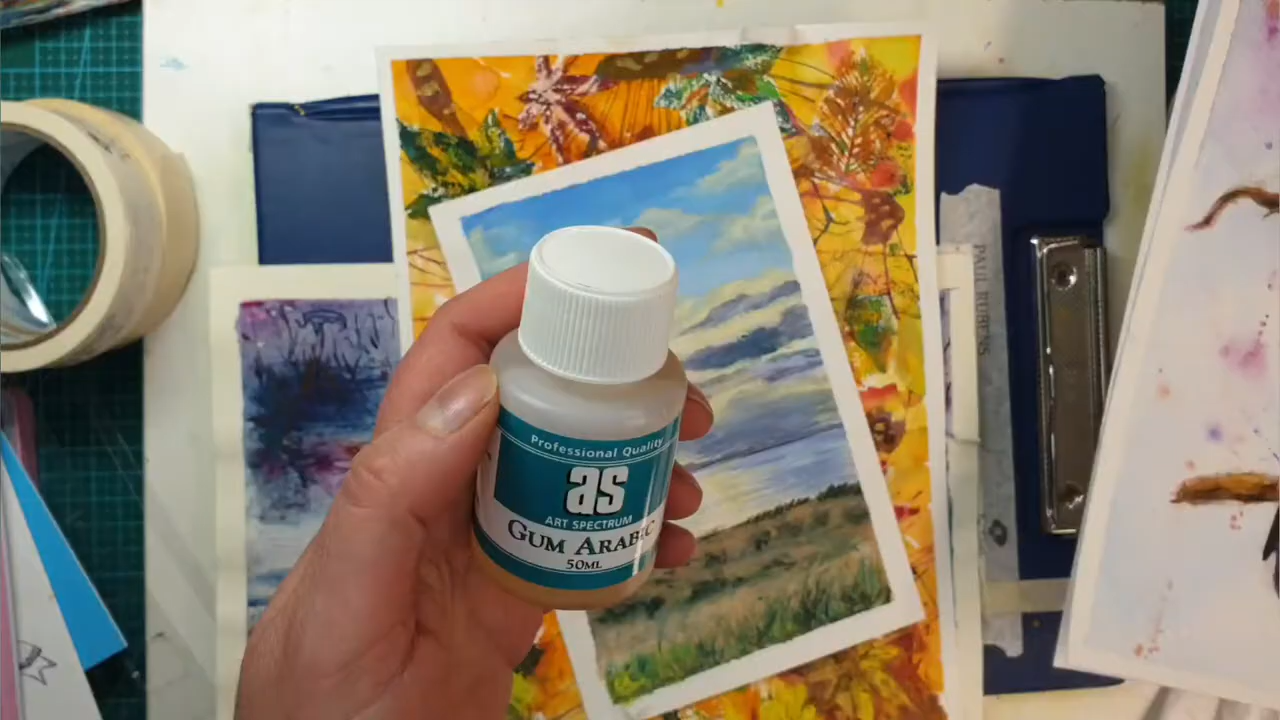 Professional Quality
as
ART SPECTRUM
GUM ARABIC
50ML
PAUL RUBENS